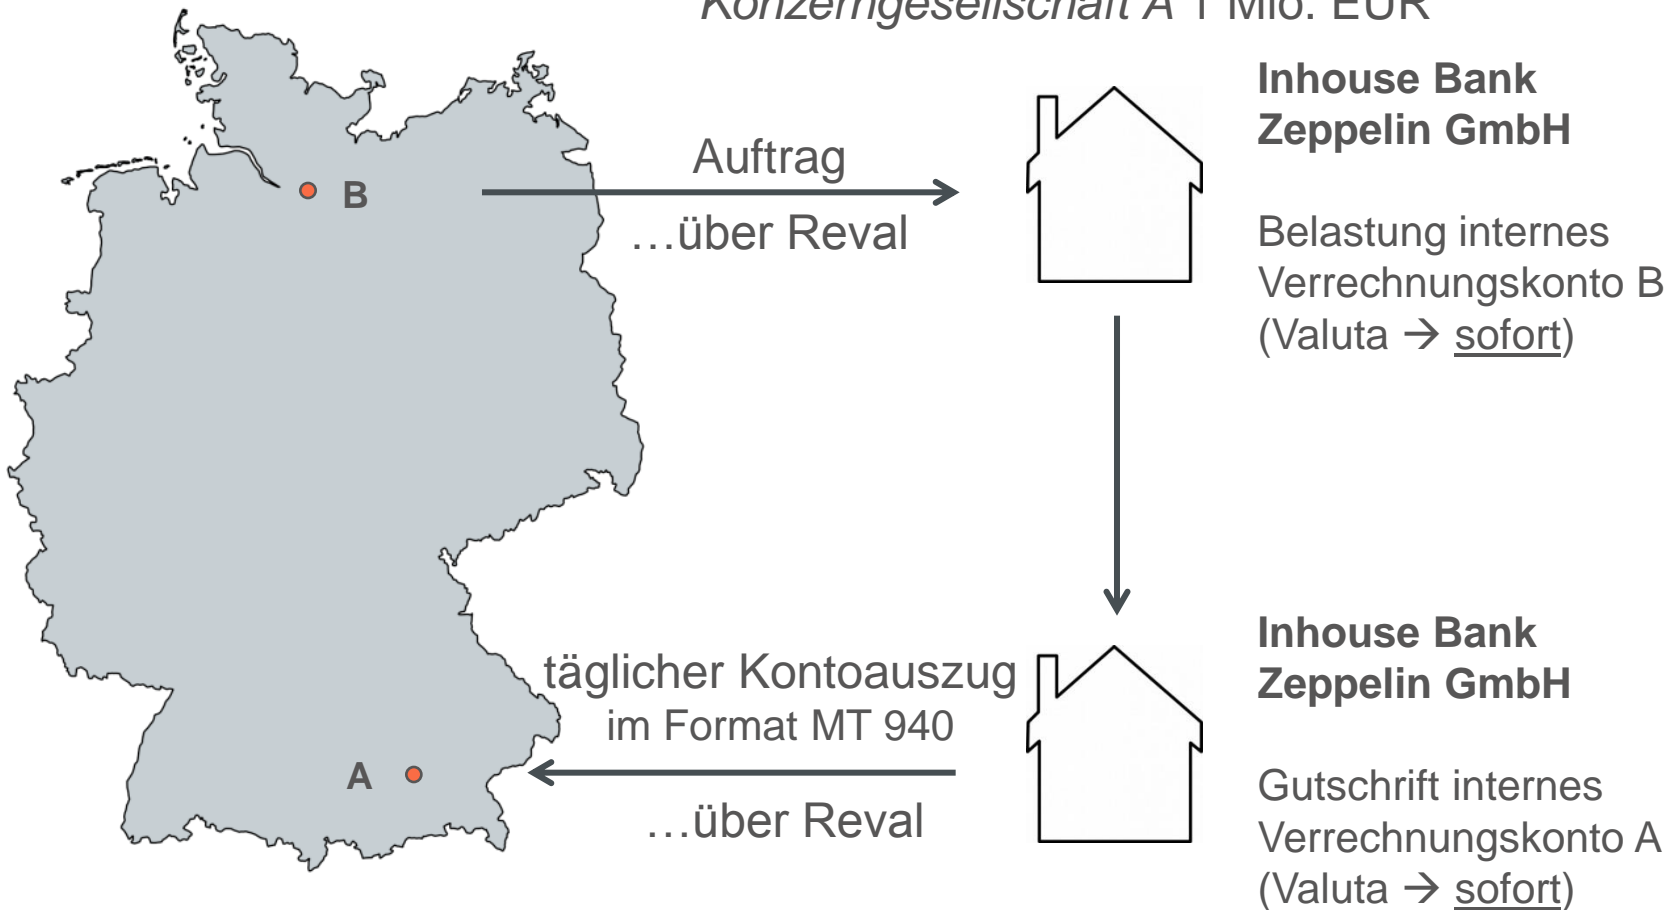 Konzerngesellschaft A 1 Mio. EUR
Inhouse Bank
Zeppelin GmbH
Auftrag
…über Reval
B
Belastung internes
Verrechnungskonto B
(Valuta → sofort)
Inhouse Bank
Zeppelin GmbH
täglicher Kontoauszug
im Format MT 940
…über Reval
A
Gutschrift internes
Verrechnungskonto A
(Valuta → sofort)